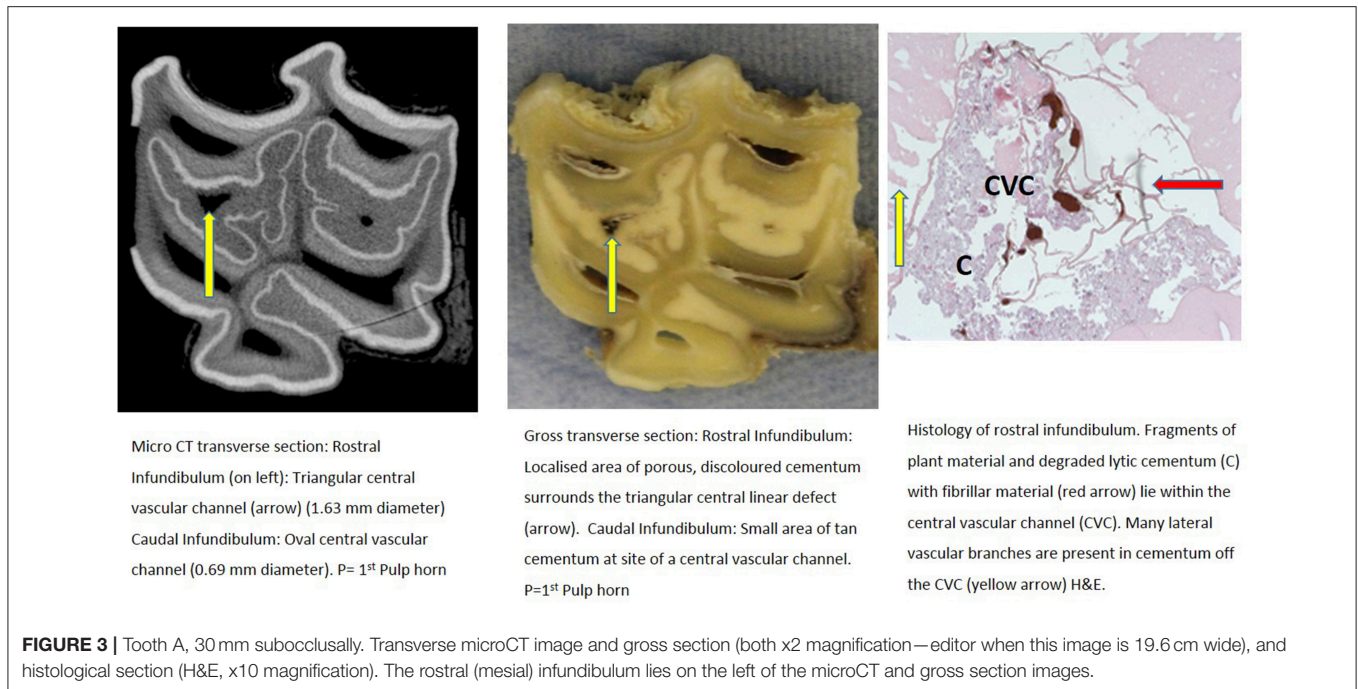 CVC
C
Micro CT transverse section: Rostral
Infundibulum (on left): Triangular central
vascular channel (arrow) (1.63 mm diameter)
Caudal Infundibulum: Oval central vascular
channel (0.69 mm diameter). P= 1st Pulp horn
Gross transverse section: Rostral Infundibulum:
Localised area of porous, discoloured cementum
surrounds the triangular central linear defect
(arrow). Caudal Infundibulum: Small area of tan
cementum at site of a central vascular channel.
P=1st Pulp horn
Histology of rostral infundibulum. Fragments of
plant material and degraded lytic cementum (C)
with fibrillar material (red arrow) lie within the
central vascular channel (CVC). Many lateral
vascular branches are present in cementum off
the CVC (yellow arrow) H&E.
FIGURE 3 | Tooth A, 30 mm subocclusally. Transverse microCT image and gross section (both x2 magnification—editor when this image is 19.6 cm wide), and
histological section (H&E, x10 magnification). The rostral (mesial) infundibulum lies on the left of the microCT and gross section images.